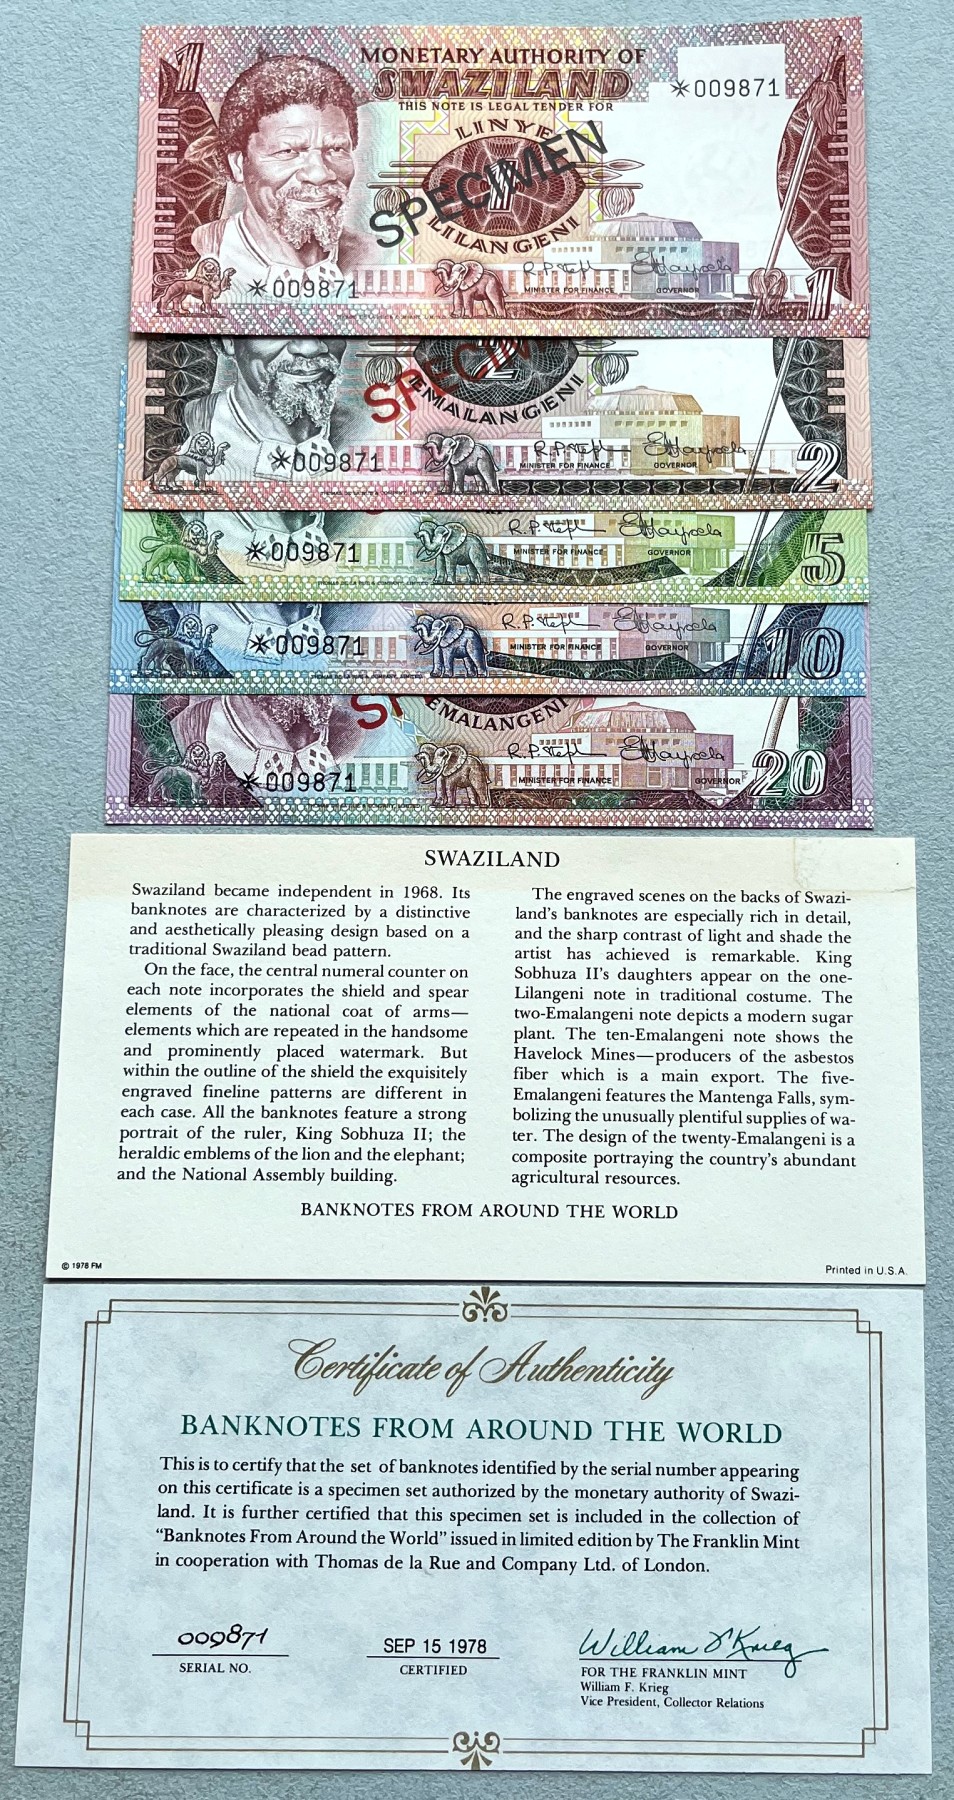 1
MONETARY AUTHORITY OF
SWAZILAND
THIS NOTE IS LEGAL TENDER FOR
*009871
LINYE
1
SPECIMEN
LILANGENI
R.P. Steph
MINISTER FOR FINANCE
GOVERNOR
*009871
1
SPECIM
2
EMALANGENI
*009871
R.P. Steph
MINISTER FOR FINANCE
GOVERNOR
2
*009871
R.P. Steph
MINISTER FOR FINANCE
GOVERNOR
5
*009871
R.P. Steph
MINISTER FOR FINANCE
GOVERNOR
10
SP
EMALANGENI
*009871
R.P. Steph
MINISTER FOR FINANCE
GOVERNOR
20
SWAZILAND
Swaziland became independent in 1968. Its
banknotes are characterized by a distinctive
and aesthetically pleasing design based on a
traditional Swaziland bead pattern.
On the face, the central numeral counter on
each note incorporates the shield and spear
elements of the national coat of arms—
elements which are repeated in the handsome
and prominently placed watermark. But
within the outline of the shield the exquisitely
engraved fineline patterns are different in
each case. All the banknotes feature a strong
portrait of the ruler, King Sobhuza II; the
heraldic emblems of the lion and the elephant;
and the National Assembly building.
The engraved scenes on the backs of Swazi-
land's banknotes are especially rich in detail,
and the sharp contrast of light and shade the
artist has achieved is remarkable. King
Sobhuza II's daughters appear on the one-
Lilangeni note in traditional costume. The
two-Emalangeni note depicts a modern sugar
plant. The ten-Emalangeni note shows the
Havelock Mines—producers of the asbestos
fiber which is a main export. The five-
Emalangeni features the Mantenga Falls, sym-
bolizing the unusually plentiful supplies of wa-
ter. The design of the twenty-Emalangeni is a
composite portraying the country's abundant
agricultural resources.
BANKNOTES FROM AROUND THE WORLD
© 1978 FM
Printed in U.S.A.
Certificate of Authenticity
BANKNOTES FROM AROUND THE WORLD
This is to certify that the set of banknotes identified by the serial number appearing
on this certificate is a specimen set authorized by the monetary authority of Swazi-
land. It is further certified that this specimen set is included in the collection of
"Banknotes From Around the World" issued in limited edition by The Franklin Mint
in cooperation with Thomas de la Rue and Company Ltd. of London.
009871
SERIAL NO.
SEP 15 1978
CERTIFIED
William F Krieg
FOR THE FRANKLIN MINT
William F. Krieg
Vice President, Collector Relations